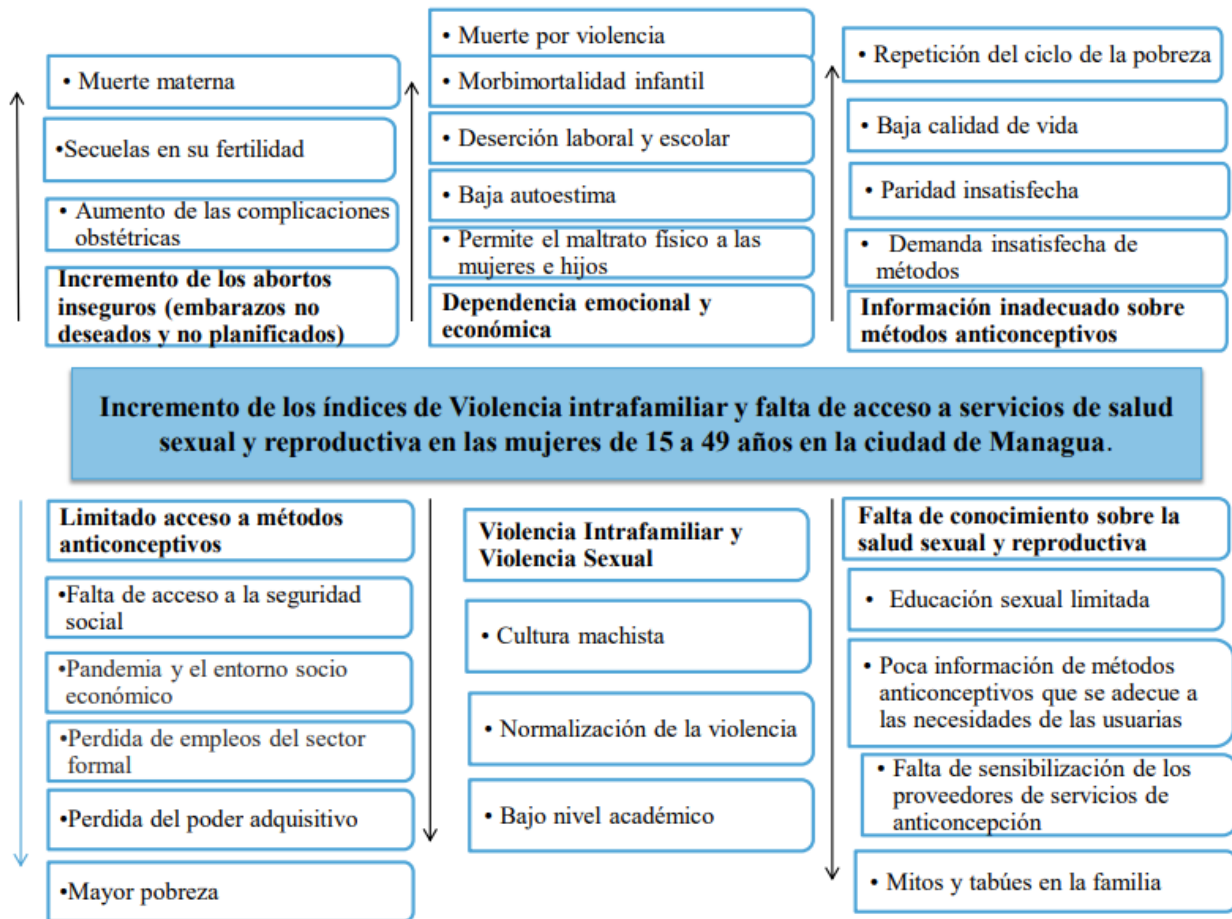 • Muerte materna
•Secuelas en su fertilidad
• Aumento de las complicaciones
obstétricas
Incremento de los abortos
inseguros (embarazos no
deseados y no planificados)
• Muerte por violencia
• Morbimortalidad infantil
• Deserción laboral y escolar
• Baja autoestima
• Permite el maltrato físico a las
mujeres e hijos
Dependencia emocional y
económica
• Repetición del ciclo de la pobreza
• Baja calidad de vida
• Paridad insatisfecha
• Demanda insatisfecha de
métodos
Información inadecuado sobre
métodos anticonceptivos
Incremento de los índices de Violencia intrafamiliar y falta de acceso a servicios de salud
sexual y reproductiva en las mujeres de 15 a 49 años en la ciudad de Managua.
Limitado acceso a métodos
anticonceptivos
•Falta de acceso a la seguridad
social
•Pandemia y el entorno socio
económico
•Perdida de empleos del sector
formal
•Perdida del poder adquisitivo
•Mayor pobreza
Violencia Intrafamiliar y
Violencia Sexual
• Cultura machista
• Normalización de la violencia
• Bajo nivel académico
Falta de conocimiento sobre la
salud sexual y reproductiva
• Educación sexual limitada
• Poca información de métodos
anticonceptivos que se adecue a
las necesidades de las usuarias
• Falta de sensibilización de los
proveedores de servicios de
anticoncepción
• Mitos y tabúes en la familia